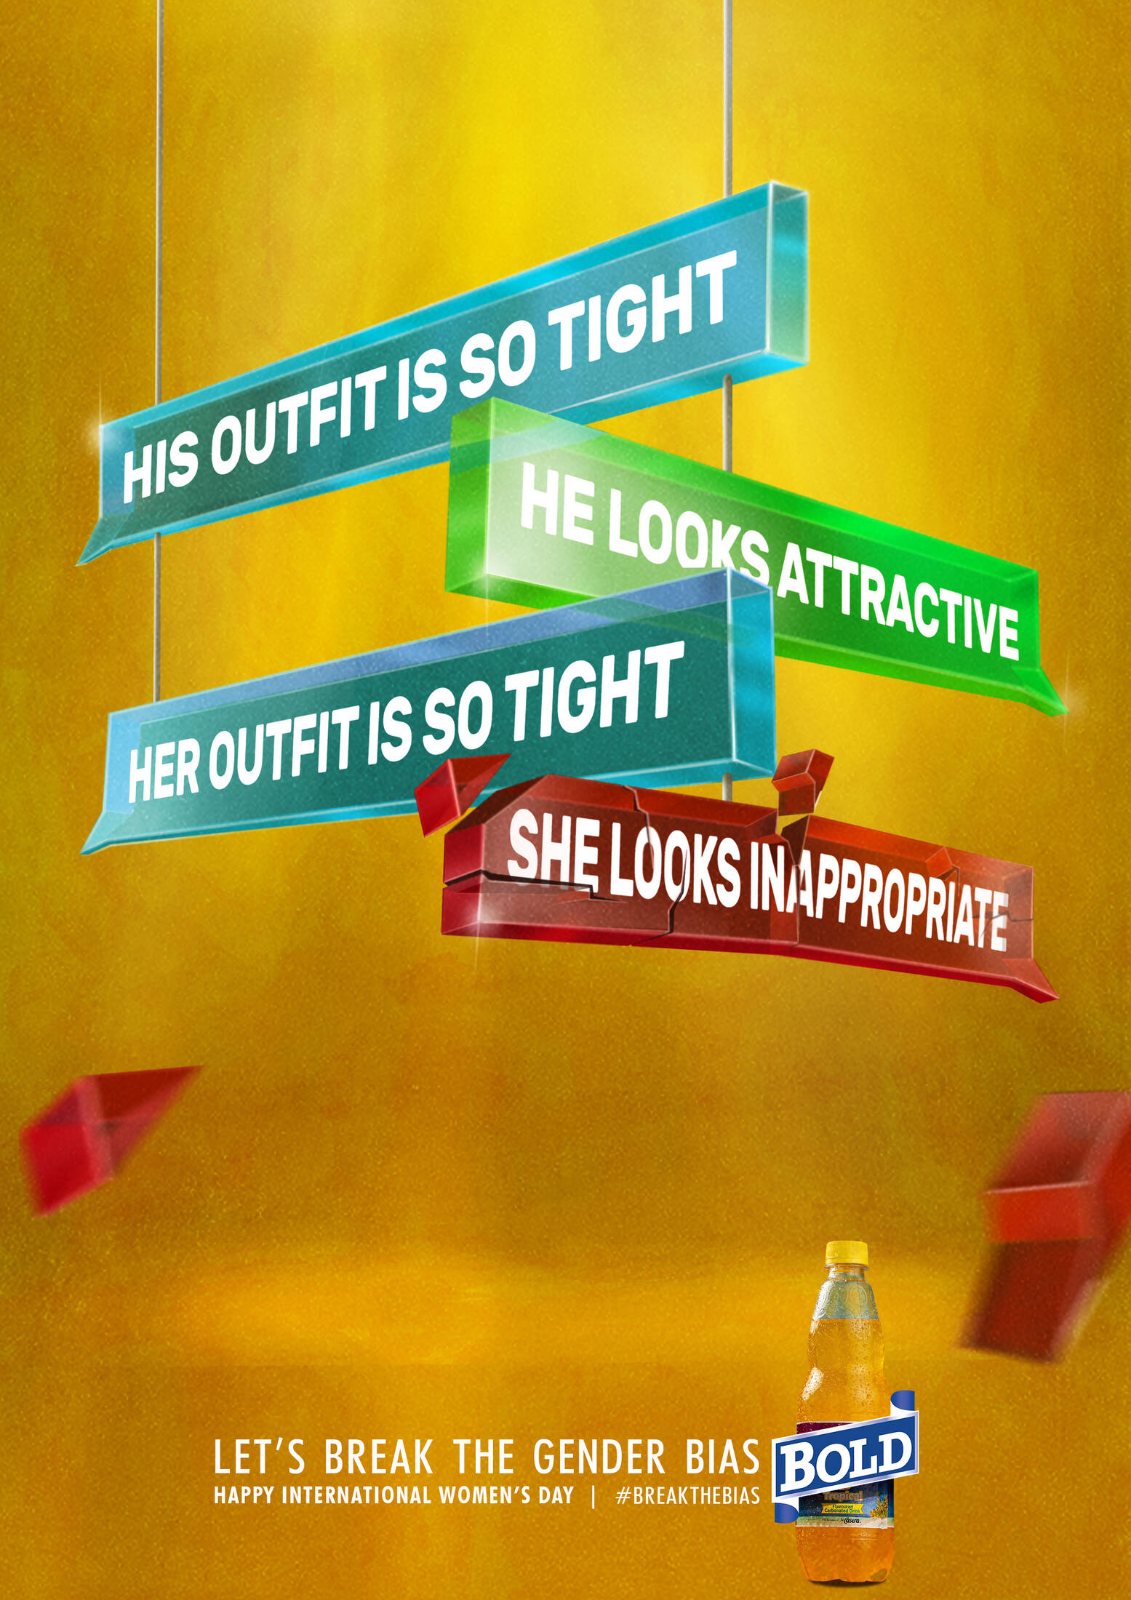 HIS OUTFIT IS SO TIGHT
HE LOOKS ATTRACTIVE
HER OUTFIT IS SO TIGHT
SHE LOOKS INAPPROPRIATE
LET'S BREAK THE GENDER BIAS
HAPPY INTERNATIONAL WOMEN'S DAY | #BREAKTHEBIAS
BOLD
Tropical